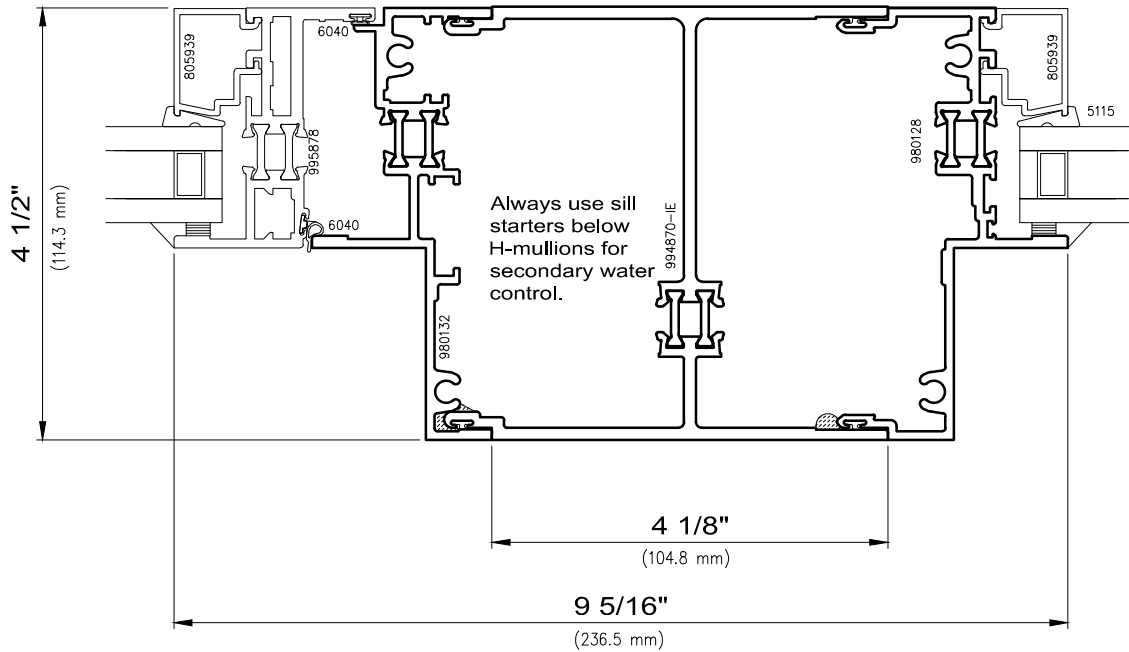 6040
805939
805939
5115
995878
980128
4 1/2"
(114.3 mm)
Always use sill
starters below
H-mullions for
secondary water
control.
994870-IE
6040
980132
4 1/8"
(104.8 mm)
9 5/16"
(236.5 mm)